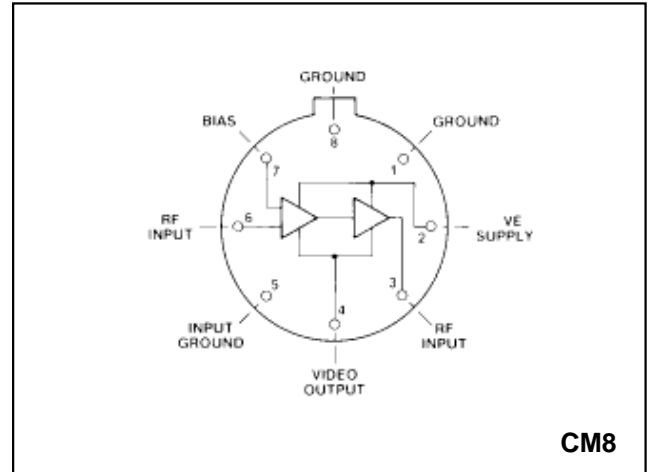 GROUND
8
BIAS
7
GROUND
1
RF
INPUT
6
2
VE
SUPPLY
5
INPUT
GROUND
4
VIDEO
OUTPUT
3
RF
INPUT
CM8